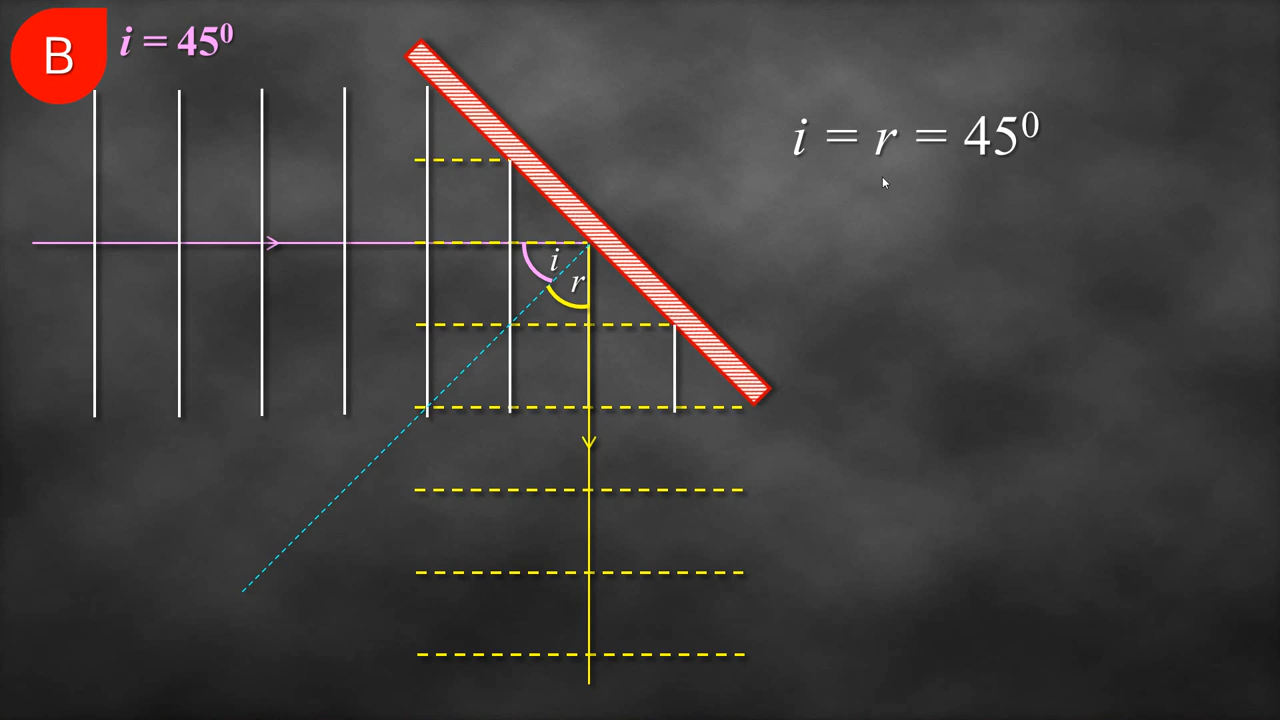 B
i = 45⁰
i = r = 45⁰
i
r